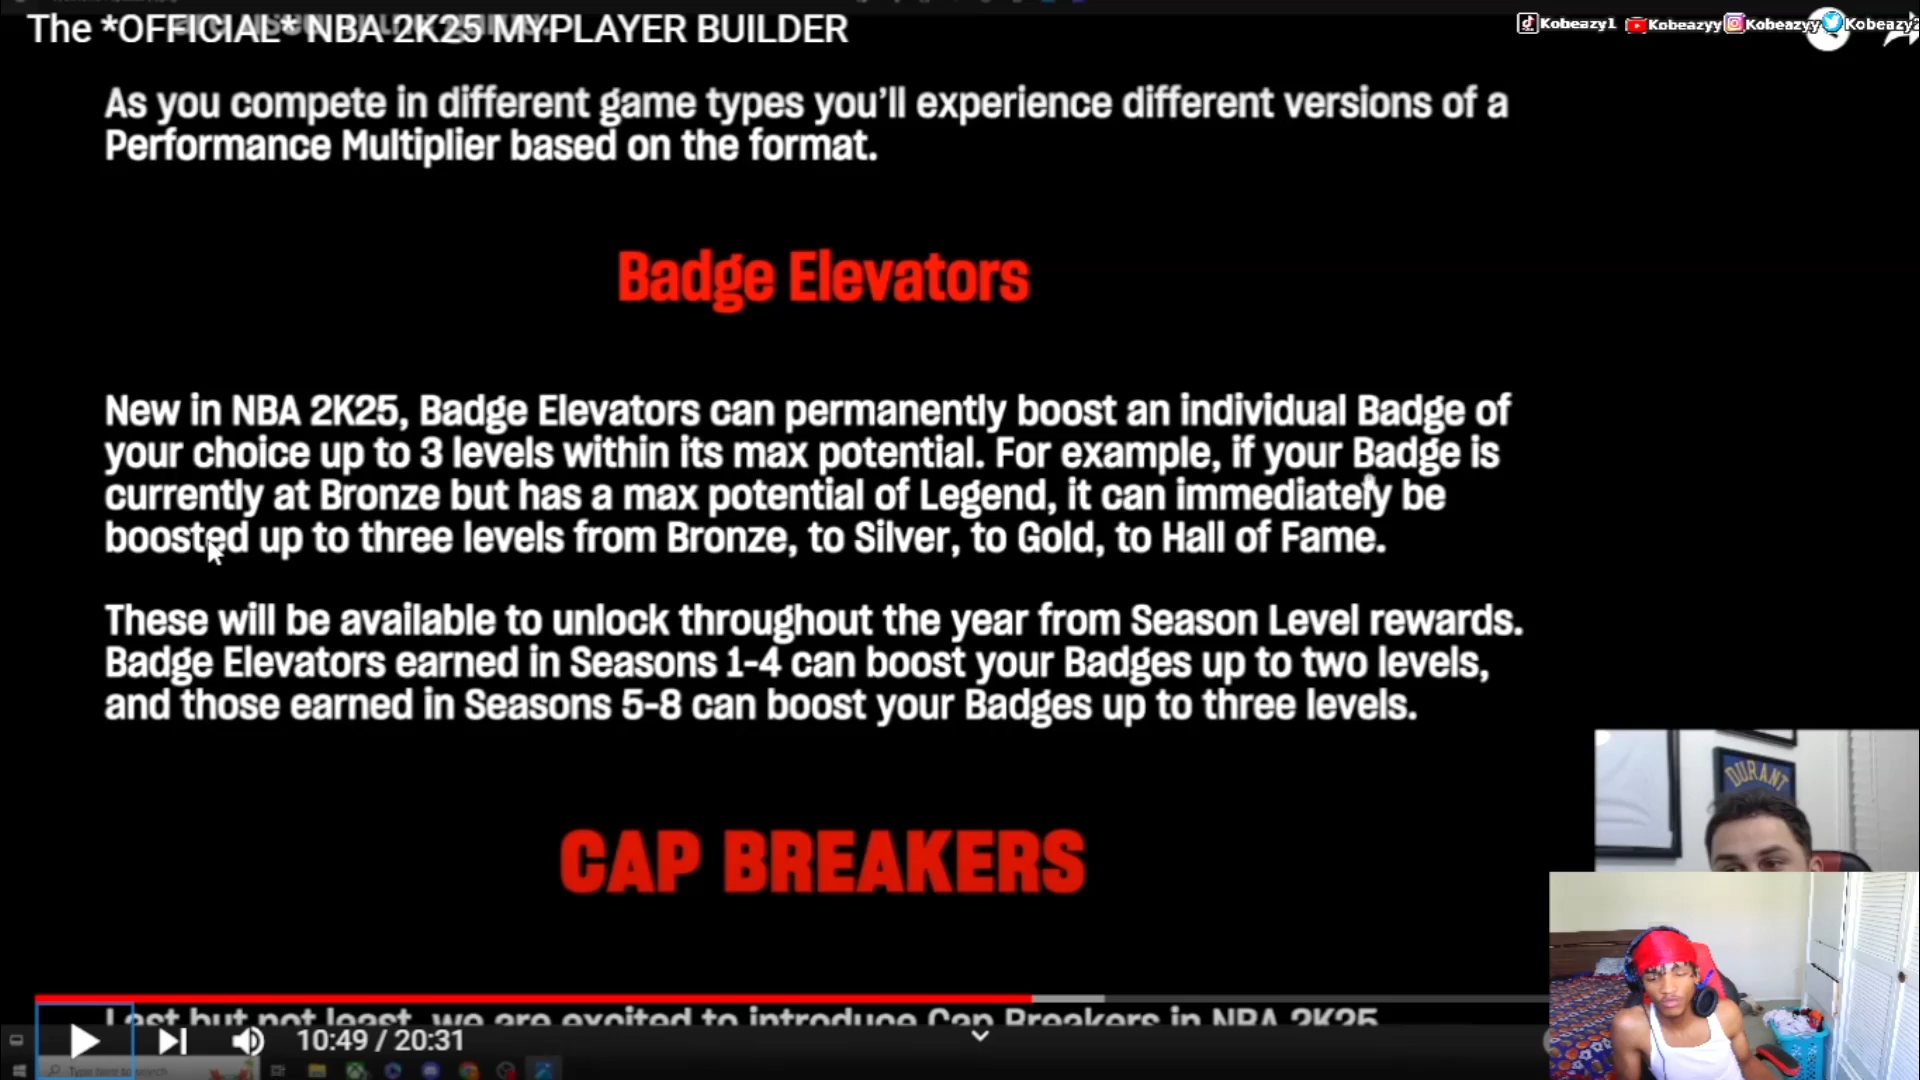 The *OFFICIAL* NBA 2K25 MYPLAYER BUILDER
Kobeazy1 Kobeazyy Kobeazyy Kobeazy2
As you compete in different game types you'll experience different versions of a
Performance Multiplier based on the format.
Badge Elevators
New in NBA 2K25, Badge Elevators can permanently boost an individual Badge of
your choice up to 3 levels within its max potential. For example, if your Badge is
currently at Bronze but has a max potential of Legend, it can immediately be
boosted up to three levels from Bronze, to Silver, to Gold, to Hall of Fame.
These will be available to unlock throughout the year from Season Level rewards.
Badge Elevators earned in Seasons 1-4 can boost your Badges up to two levels,
and those earned in Seasons 5-8 can boost your Badges up to three levels.
DURANT
CAP BREAKERS
Last but not least, we are excited to introduce Cap Breakers in NBA 2K25
10:49 / 20:31
Type here to search